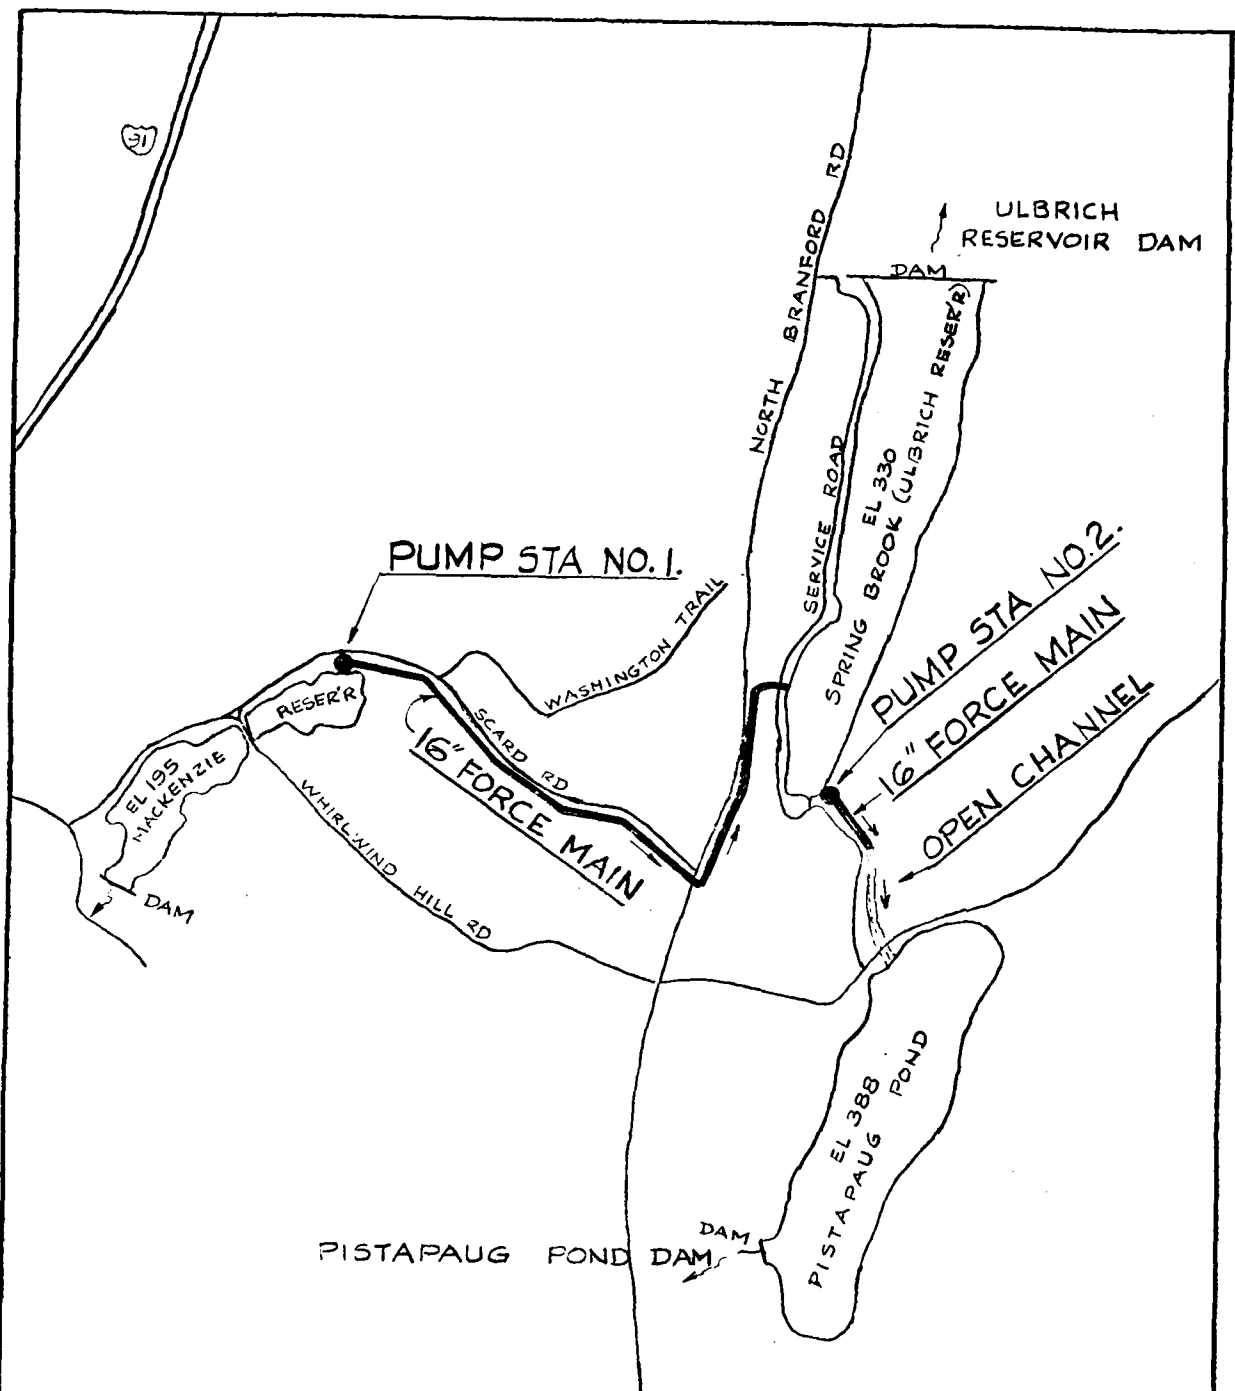 91
NORTH BRANFORD RD
ULBRICH
RESERVOIR DAM
DAM
SERVICE ROAD
EL 330
SPRING BROOK (ULBRICH RESER'R)
PUMP STA NO.1.
WASHINGTON TRAIL
PUMP STA NO.2.
16" FORCE MAIN
OPEN CHANNEL
RESER'R
SCARD RD
16" FORCE MAIN
EL 195
MACKENZIE
DAM
WHIRLWIND HILL RD
EL 388
PISTAPAUG POND
DAM
PISTAPAUG POND DAM